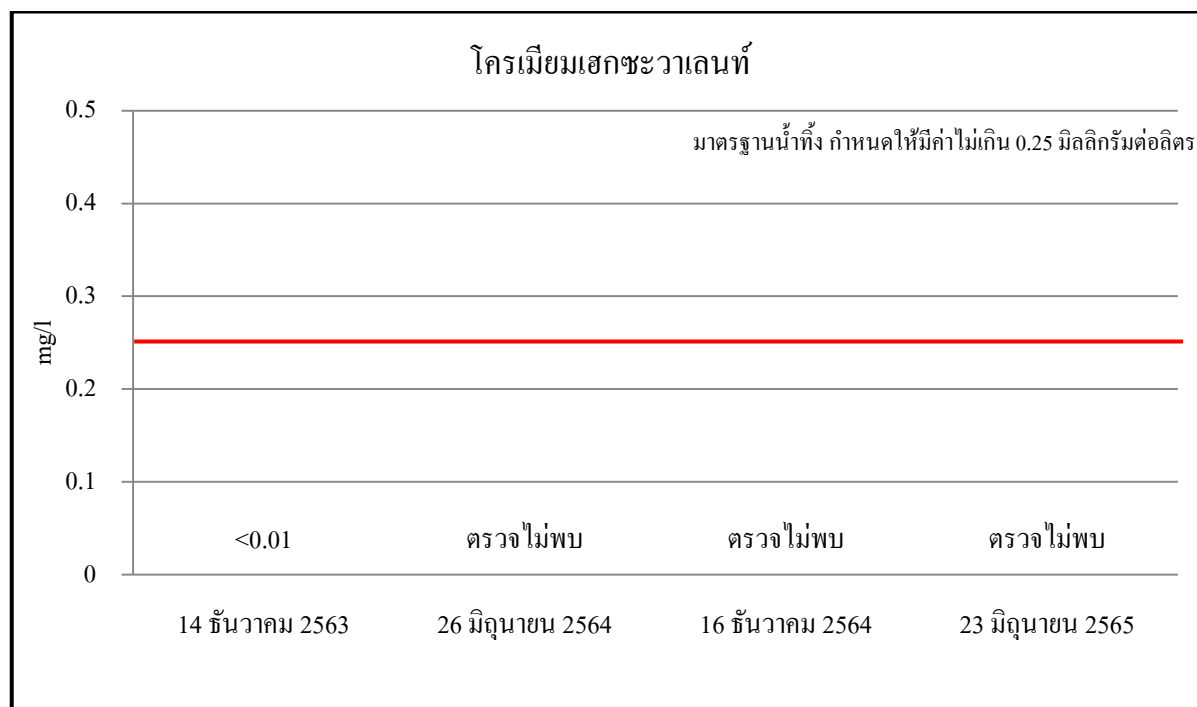 โครเมียมเฮกซะวาเลนท์
มาตรฐานน้ำทิ้ง กำหนดให้มีค่าไม่เกิน 0.25 มิลลิกรัมต่อลิตร
mg/l
0.5
0.4
0.3
0.2
0.1
0
<0.01 ตรวจไม่พบ ตรวจไม่พบ ตรวจไม่พบ
14 ธันวาคม 2563 26 มิถุนายน 2564 16 ธันวาคม 2564 23 มิถุนายน 2565